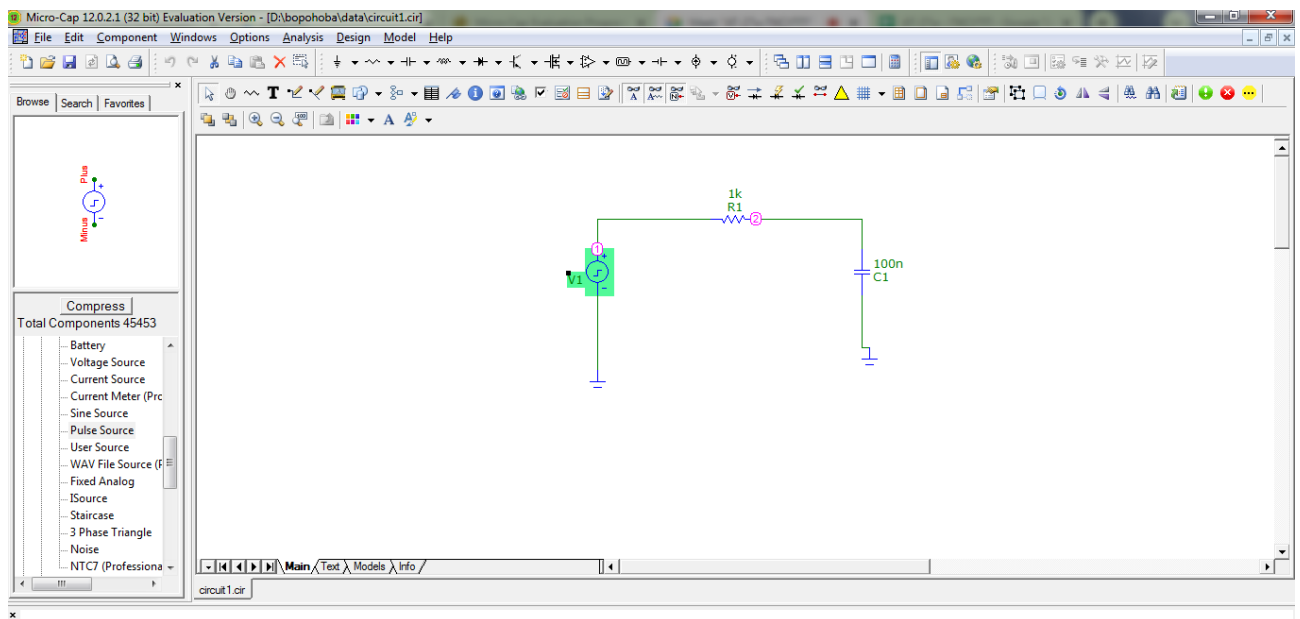 Micro-Cap 12.0.2.1 (32 bit) Evaluation Version - [D:\bopohoba\data\circuit1.cir]
File Edit Component Windows Options Analysis Design Model Help
Browse Search Favorites
Plus
Minus
Compress
Total Components 45453
Battery
Voltage Source
Current Source
Current Meter (Prc
Sine Source
Pulse Source
User Source
WAV File Source (F
Fixed Analog
ISource
Staircase
3 Phase Triangle
Noise
NTC7 (Professiona
1k
R1
2
1
V1
100n
C1
Main Text Models Info
circuit1.cir